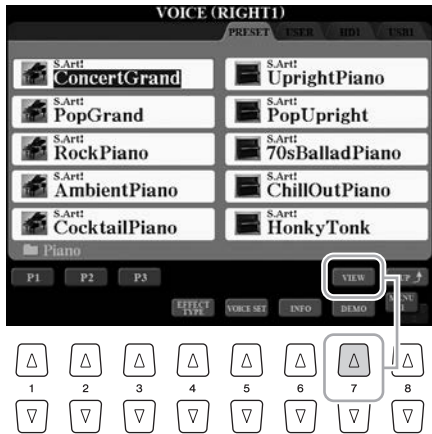 VOICE (RIGHT1)
PRESET USER HD1 USB1
S.Art!
ConcertGrand
S.Art!
UprightPiano
S.Art!
PopGrand
S.Art!
PopUpright
S.Art!
RockPiano
S.Art!
70sBalladPiano
S.Art!
AmbientPiano
S.Art!
ChillOutPiano
S.Art!
CocktailPiano
S.Art!
HonkyTonk
Piano
P1 P2 P3 VIEW
EFFECT TYPE VOICE SET INFO DEMO
1 2 3 4 5 6 7 8